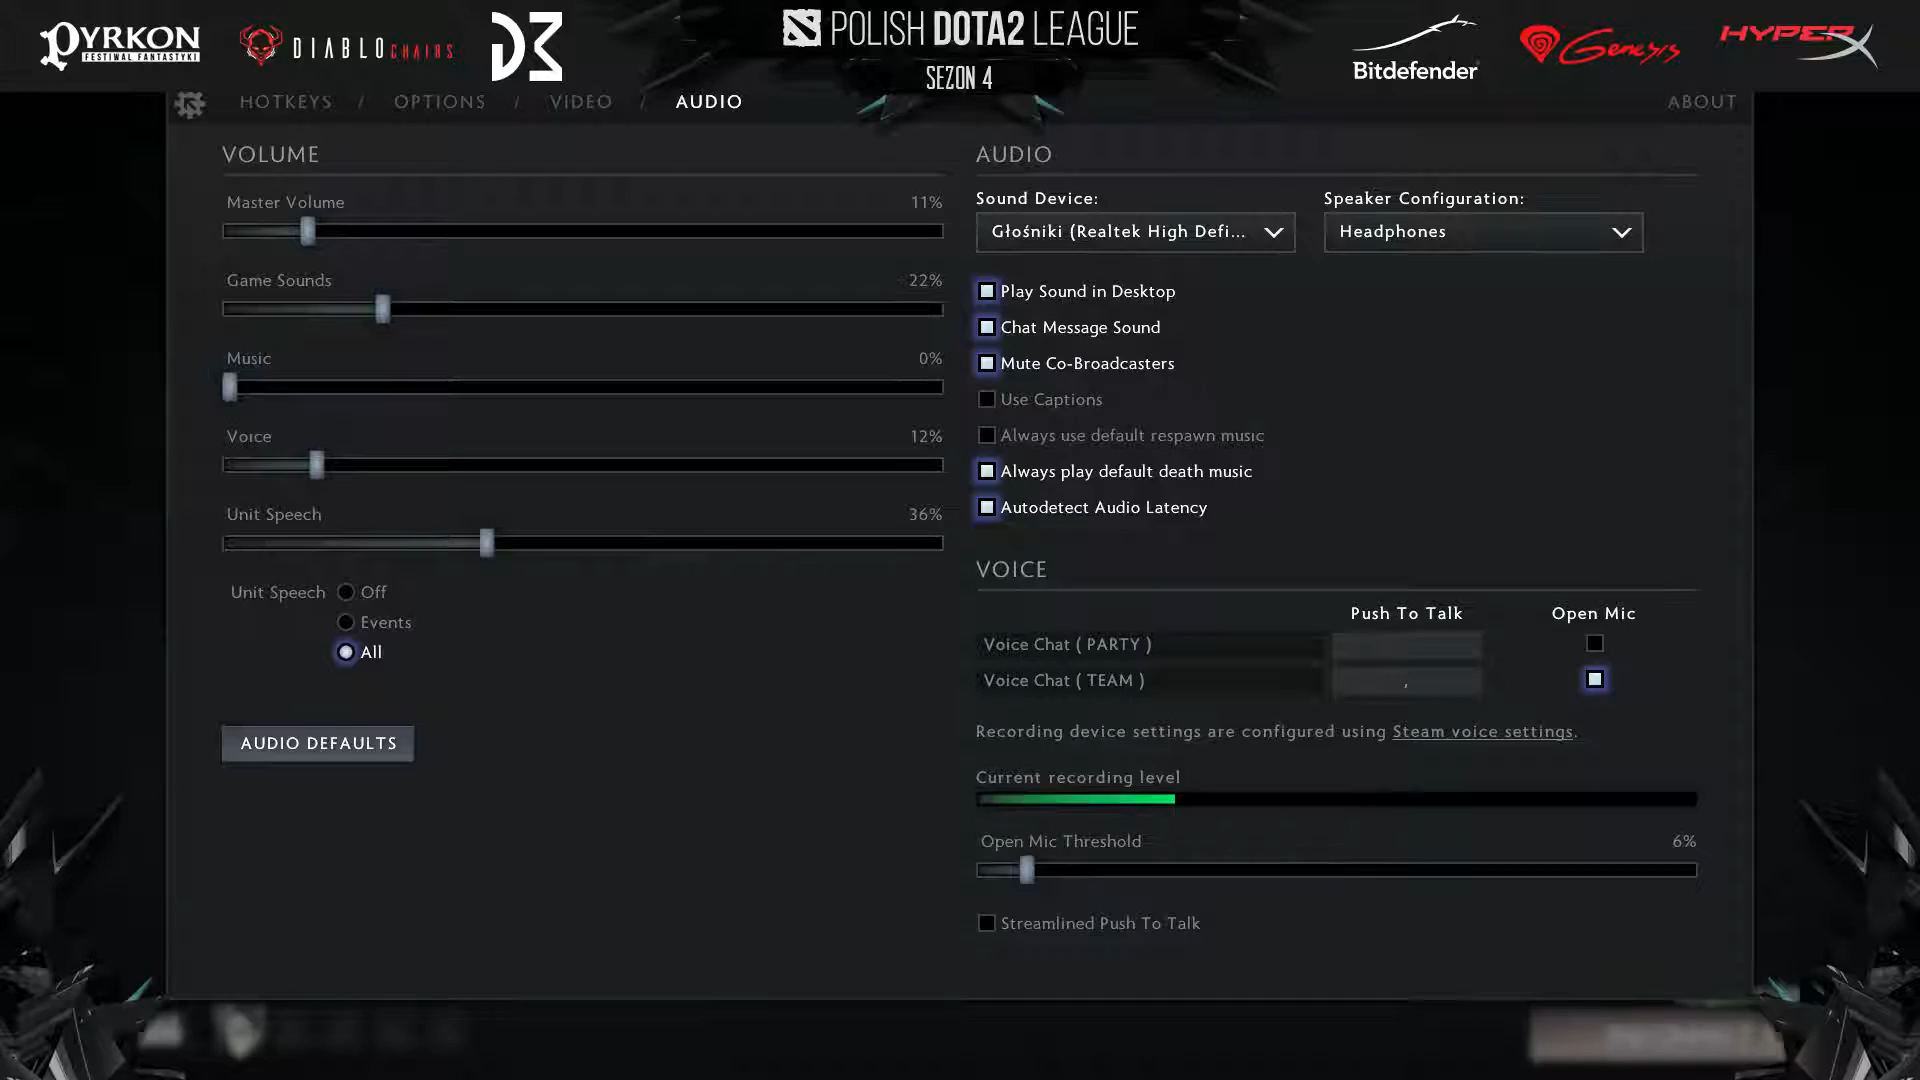 PYRKON
FESTIWAL FANTASTYKI
DIABLO CHAIRS
POLISH DOTA2 LEAGUE
SEZON 4
Bitdefender
Genesis
HYPERX
HOTKEYS / OPTIONS / VIDEO / AUDIO
ABOUT
VOLUME
Master Volume 11%
Game Sounds 22%
Music 0%
Voice 12%
Unit Speech 36%
Unit Speech Off
Events
All
AUDIO DEFAULTS
AUDIO
Sound Device: Speaker Configuration:
Głośniki (Realtek High Defi... Headphones
Play Sound in Desktop
Chat Message Sound
Mute Co-Broadcasters
Use Captions
Always use default respawn music
Always play default death music
Autodetect Audio Latency
VOICE
Push To Talk Open Mic
Voice Chat ( PARTY )
Voice Chat ( TEAM ) ,
Recording device settings are configured using Steam voice settings.
Current recording level
Open Mic Threshold 6%
Streamlined Push To Talk